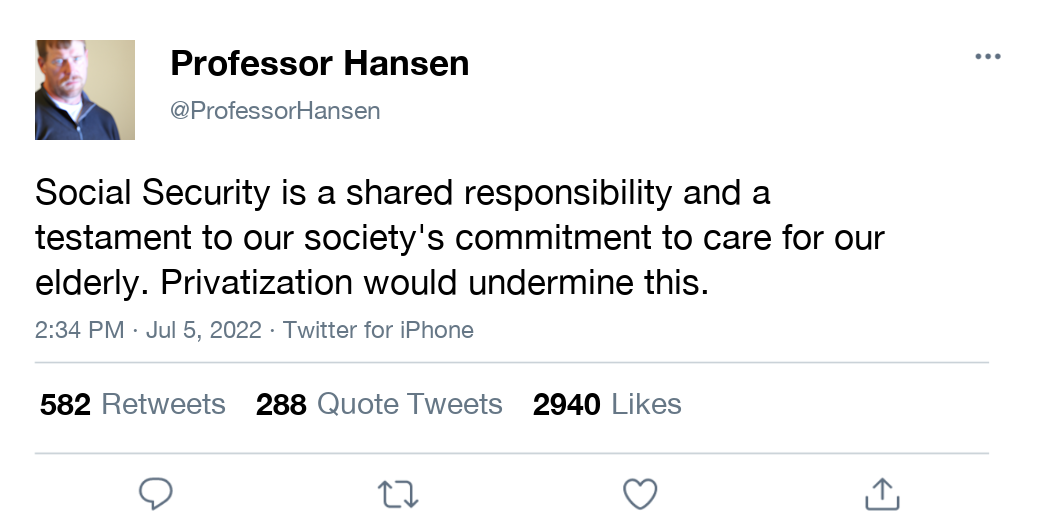 Professor Hansen
@ProfessorHansen
Social Security is a shared responsibility and a
testament to our society's commitment to care for our
elderly. Privatization would undermine this.
2:34 PM · Jul 5, 2022 · Twitter for iPhone
582 Retweets 288 Quote Tweets 2940 Likes